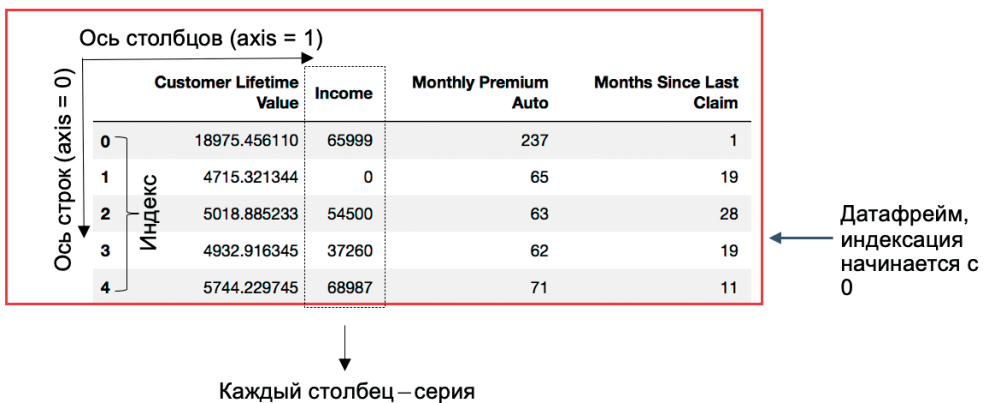 Ось столбцов (axis = 1)
Ось строк (axis = 0)
Customer Lifetime
Value
Income
Monthly Premium
Auto
Months Since Last
Claim
0 18975.456110 65999 237 1
1 4715.321344 0 65 19
2 5018.885233 54500 63 28
3 4932.916345 37260 62 19
4 5744.229745 68987 71 11
Индекс
Датафрейм,
индексация
начинается с
0
Каждый столбец – серия